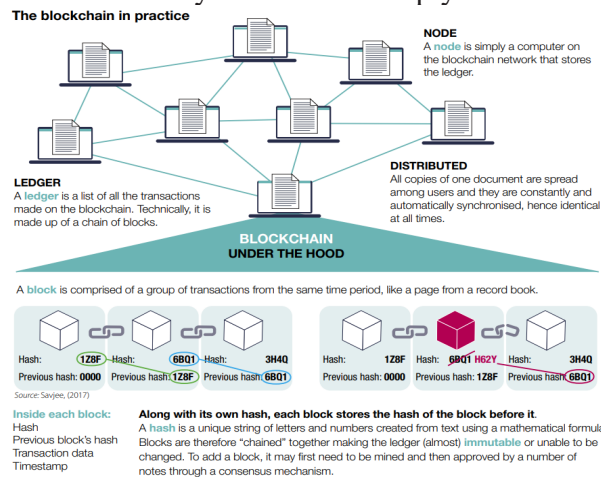 The blockchain in practice
NODE
A node is simply a computer on
the blockchain network that stores
the ledger.
LEDGER
A ledger is a list of all the transactions
made on the blockchain. Technically, it is
made up of a chain of blocks.
DISTRIBUTED
All copies of one document are spread
among users and they are constantly and
automatically synchronised, hence identical
at all times.
BLOCKCHAIN
UNDER THE HOOD
A block is comprised of a group of transactions from the same time period, like a page from a record book.
Hash: 1Z8F Hash: 6BQ1 Hash: 3H4Q
Previous hash: 0000 Previous hash: 1Z8F Previous hash: 6BQ1
Hash: 1Z8F Hash: 6BQ1 H62Y Hash: 3H4Q
Previous hash: 0000 Previous hash: 1Z8F Previous hash: 6BQ1
Source: Savjee, (2017)
Inside each block:
Hash
Previous block's hash
Transaction data
Timestamp
Along with its own hash, each block stores the hash of the block before it.
A hash is a unique string of letters and numbers created from text using a mathematical formula
Blocks are therefore "chained" together making the ledger (almost) immutable or unable to be
changed. To add a block, it may first need to be mined and then approved by a number of
notes through a consensus mechanism.